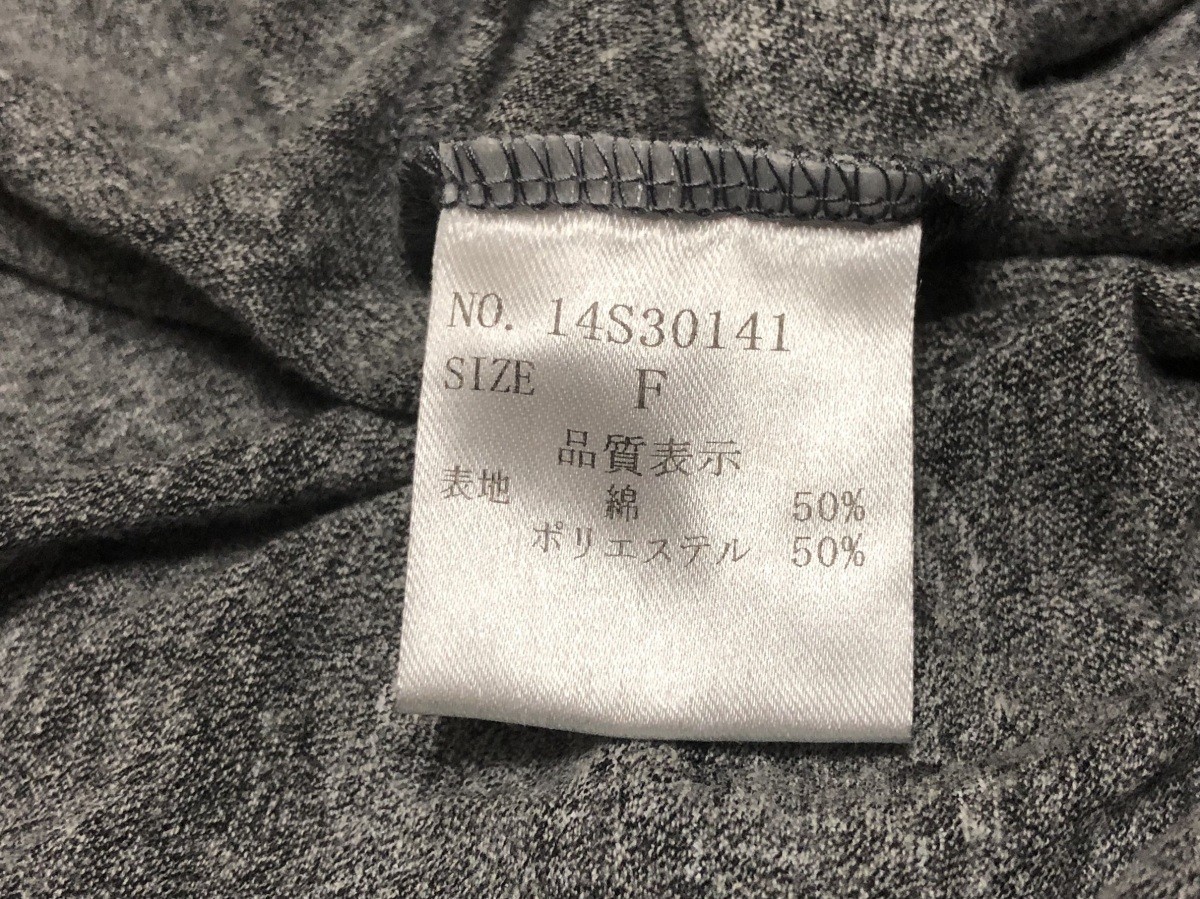 NO. 14S30141
SIZE F
品質表示
表地 綿 50%
ポリエステル 50%